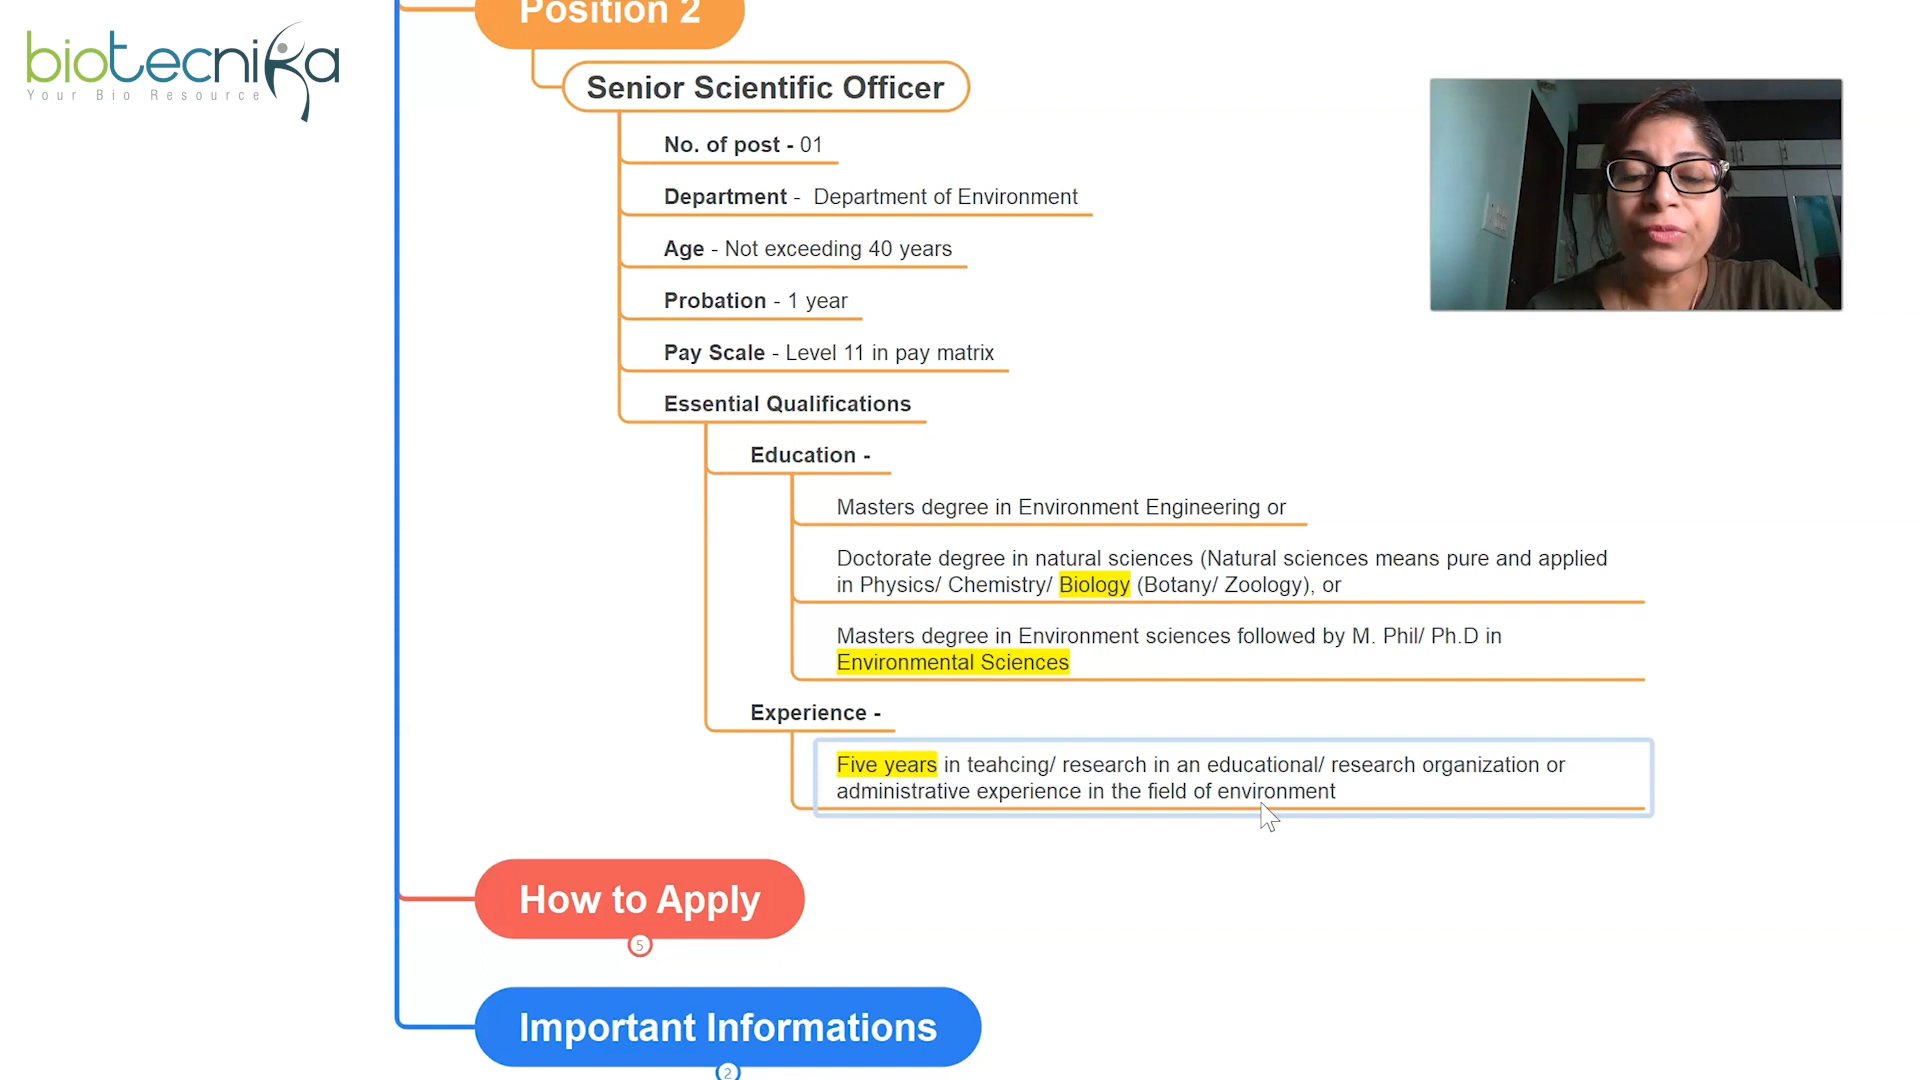 biotecnika
Your Bio Resource
Position 2
Senior Scientific Officer
No. of post - 01
Department - Department of Environment
Age - Not exceeding 40 years
Probation - 1 year
Pay Scale - Level 11 in pay matrix
Essential Qualifications
Education -
Masters degree in Environment Engineering or
Doctorate degree in natural sciences (Natural sciences means pure and applied
in Physics/ Chemistry/ Biology (Botany/ Zoology), or
Masters degree in Environment sciences followed by M. Phil/ Ph.D in
Environmental Sciences
Experience -
Five years in teahcing/ research in an educational/ research organization or
administrative experience in the field of environment
How to Apply
5
Important Informations
2